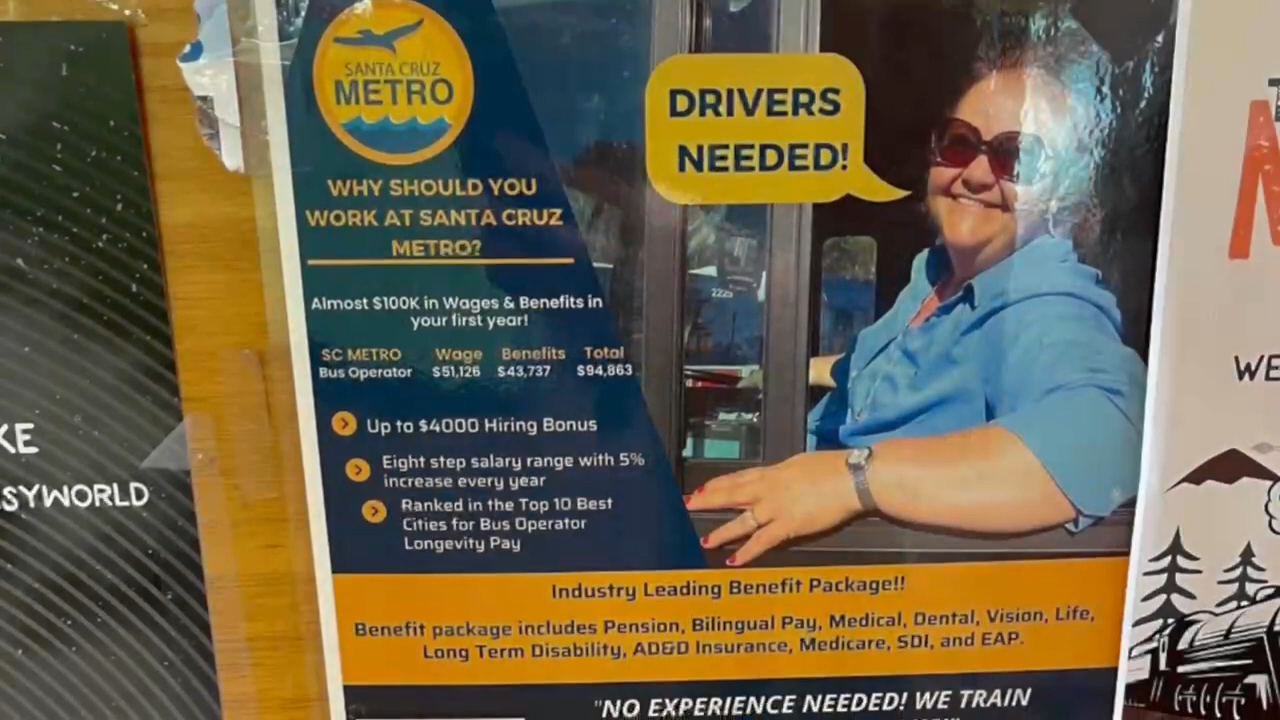 SANTA CRUZ
METRO
DRIVERS
NEEDED!
WHY SHOULD YOU
WORK AT SANTA CRUZ
METRO?
Almost $100K in Wages & Benefits in
your first year!
SC METRO Wage Benefits Total
Bus Operator $51,126 $43,737 $94,863
Up to $4000 Hiring Bonus
Eight step salary range with 5%
increase every year
Ranked in the Top 10 Best
Cities for Bus Operator
Longevity Pay
2225
Industry Leading Benefit Package!!
Benefit package includes Pension, Bilingual Pay, Medical, Dental, Vision, Life,
Long Term Disability, AD&D Insurance, Medicare, SDI, and EAP.
"NO EXPERIENCE NEEDED! WE TRAIN
KE
SYWORLD
WE